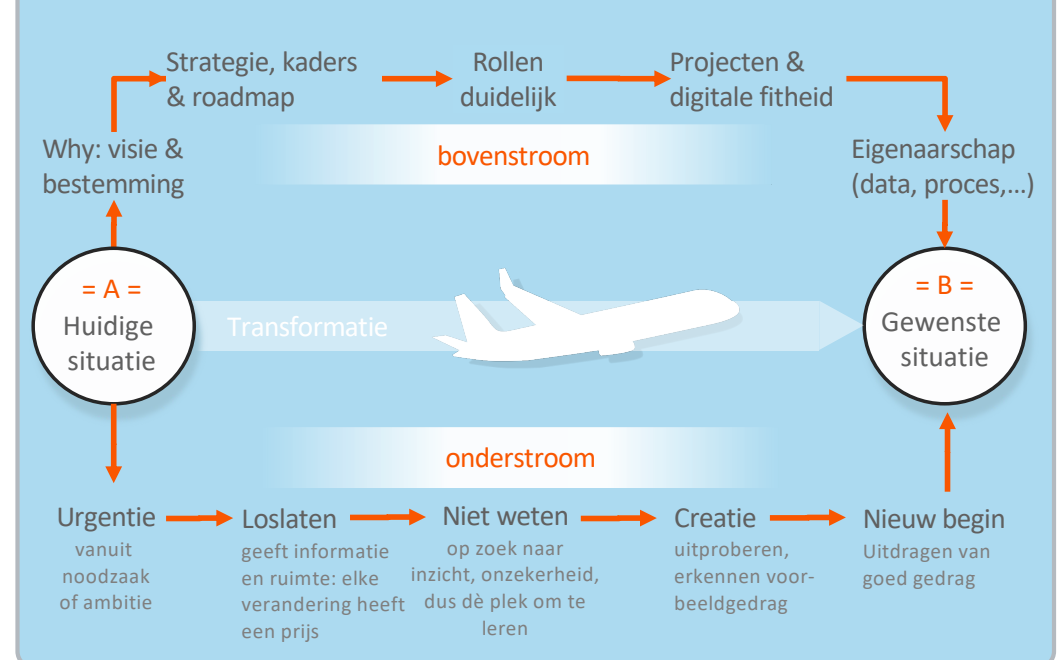 Strategie, kaders
& roadmap
Rollen
duidelijk
Projecten &
digitale fitheid
Why: visie &
bestemming
bovenstroom
Eigenaarschap
(data, proces,...)
= A =
Huidige
situatie
Transformatie
= B =
Gewenste
situatie
onderstroom
Urgentie
vanuit
noodzaak
of ambitie
Loslaten
geeft informatie
en ruimte: elke
verandering heeft
een prijs
Niet weten
op zoek naar
inzicht, onzekerheid,
dus dè plek om te
leren
Creatie
uitproberen,
erkennen voor-
beeldgedrag
Nieuw begin
Uitdragen van
goed gedrag